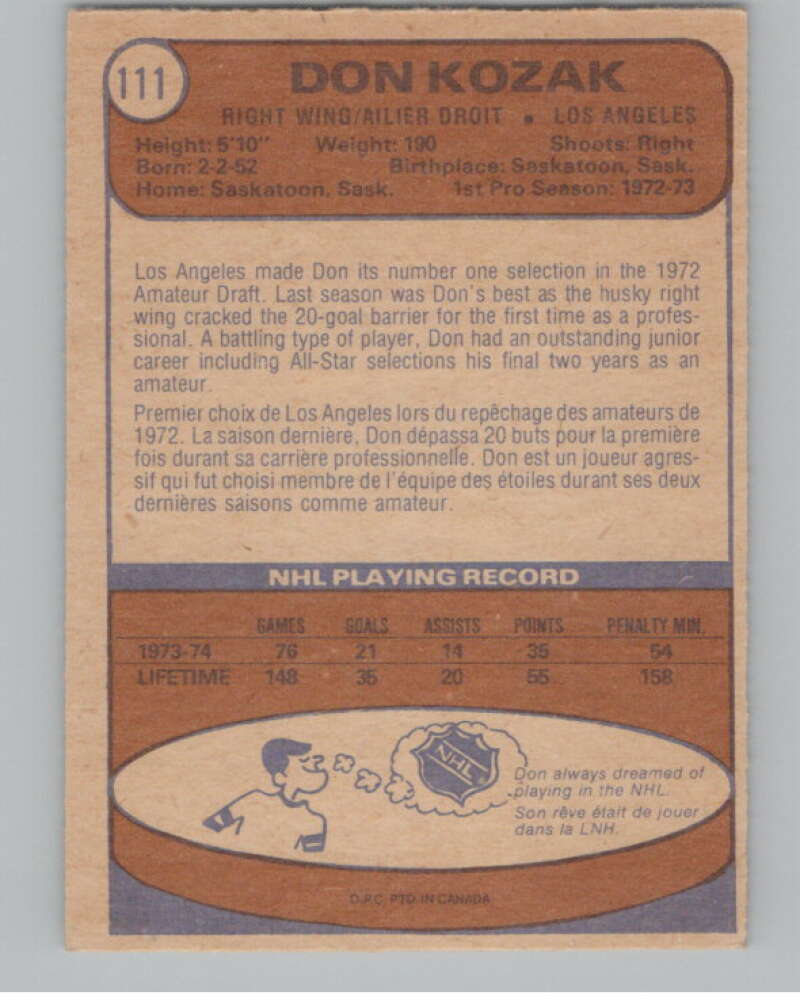 111
DON KOZAK
RIGHT WING/AILIER DROIT • LOS ANGELES
Height: 5'10" Weight: 190 Shoots: Right
Born: 2-2-52 Birthplace: Saskatoon, Sask.
Home: Saskatoon, Sask. 1st Pro Season: 1972-73
Los Angeles made Don its number one selection in the 1972
Amateur Draft. Last season was Don's best as the husky right
wing cracked the 20-goal barrier for the first time as a profes-
sional. A battling type of player, Don had an outstanding junior
career including All-Star selections his final two years as an
amateur.
Premier choix de Los Angeles lors du repêchage des amateurs de
1972. La saison dernière, Don dépassa 20 buts pour la première
fois durant sa carrière professionnelle. Don est un joueur agres-
sif qui fut choisi membre de l'équipe des étoiles durant ses deux
dernières saisons comme amateur.
NHL PLAYING RECORD
GAMES GOALS ASSISTS POINTS PENALTY MIN.
1973-74 76 21 14 35 54
LIFETIME 148 35 20 55 158
NHL
Don always dreamed of
playing in the NHL.
Son rêve était de jouer
dans la LNH.
O.P.C. PTD IN CANADA